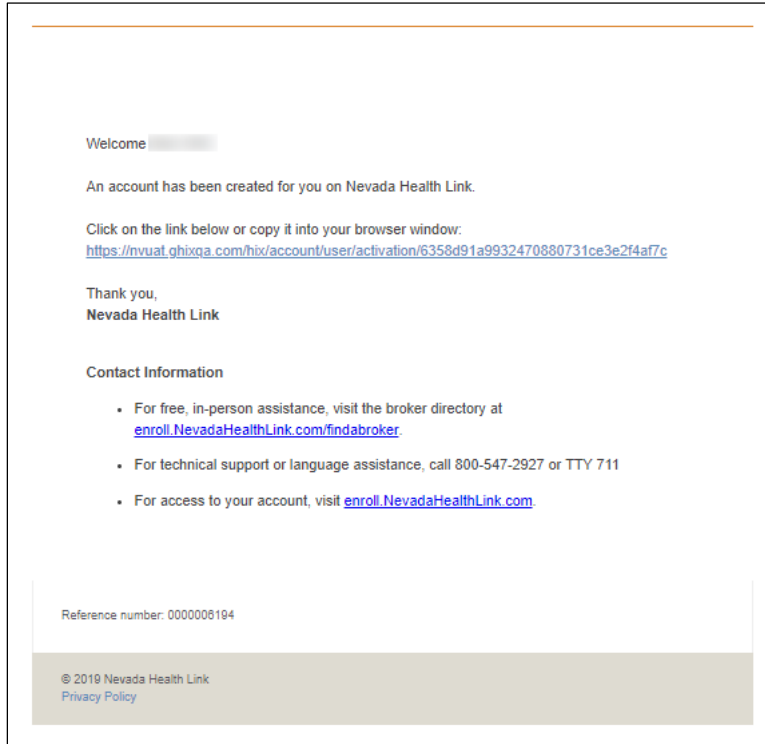 Welcome
An account has been created for you on Nevada Health Link.
Click on the link below or copy it into your browser window:
https://nvuat.ghixqa.com/hix/account/user/activation/6358d91a9932470880731ce3e2f4af7c
Thank you,
Nevada Health Link
Contact Information
• For free, in-person assistance, visit the broker directory at
enroll.NevadaHealthLink.com/findabroker.
• For technical support or language assistance, call 800-547-2927 or TTY 711
• For access to your account, visit enroll.NevadaHealthLink.com.
Reference number: 0000006194
© 2019 Nevada Health Link
Privacy Policy